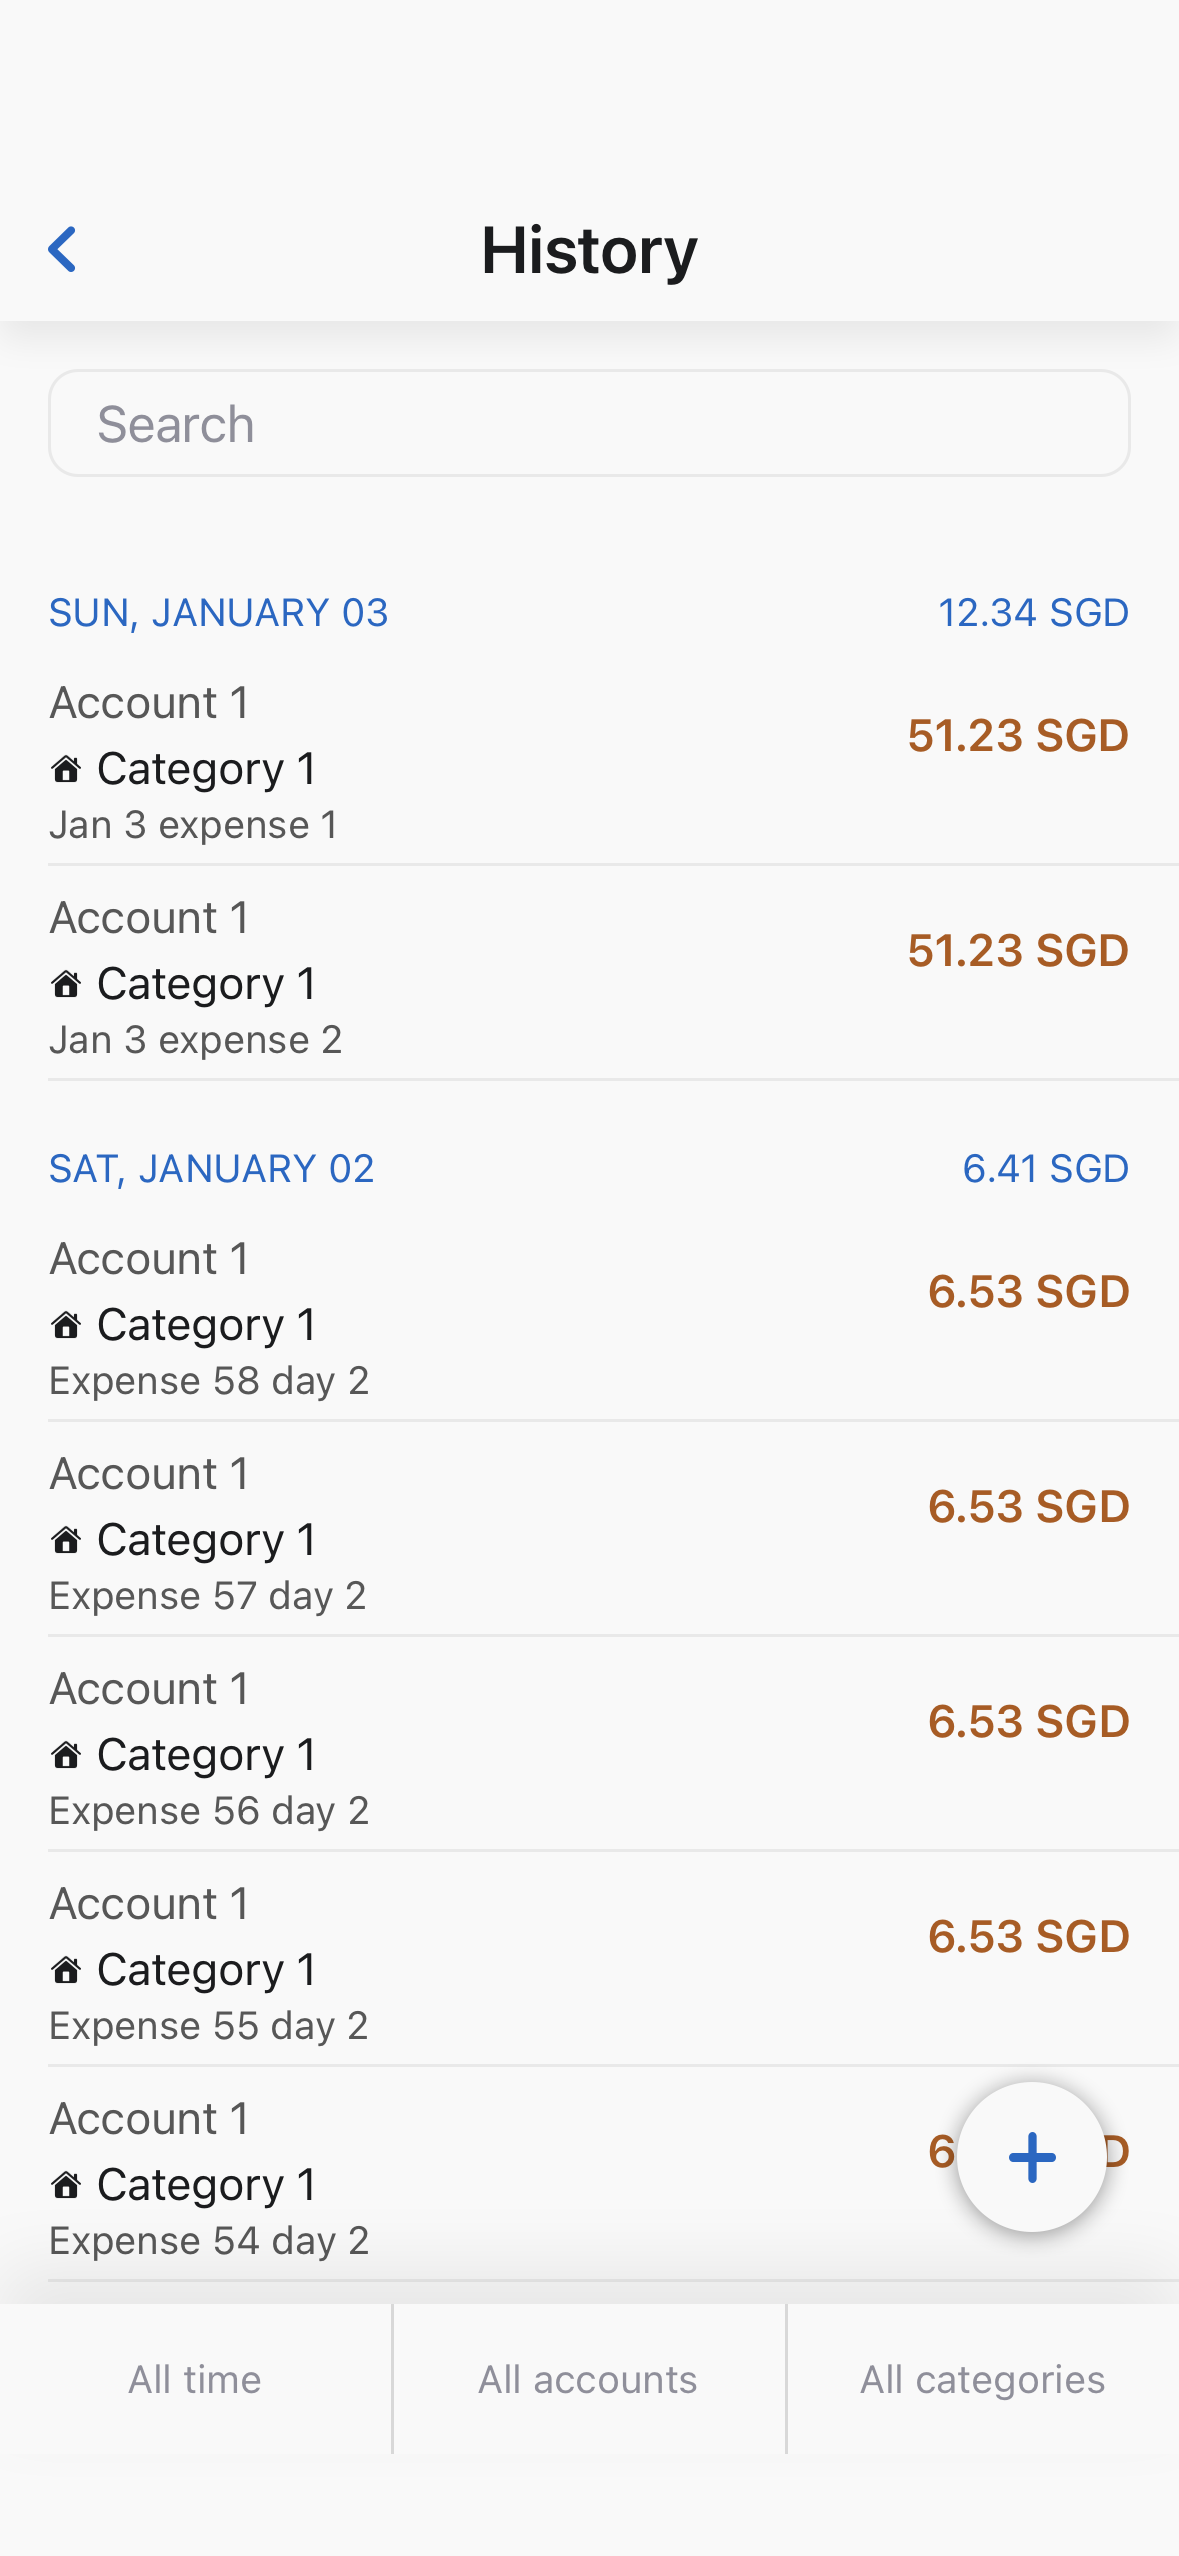 History
Search
SUN, JANUARY 03 12.34 SGD
Account 1
51.23 SGD
Category 1
Jan 3 expense 1
Account 1
51.23 SGD
Category 1
Jan 3 expense 2
SAT, JANUARY 02 6.41 SGD
Account 1
6.53 SGD
Category 1
Expense 58 day 2
Account 1
6.53 SGD
Category 1
Expense 57 day 2
Account 1
6.53 SGD
Category 1
Expense 56 day 2
Account 1
6.53 SGD
Category 1
Expense 55 day 2
Account 1
Category 1
Expense 54 day 2
All time All accounts All categories